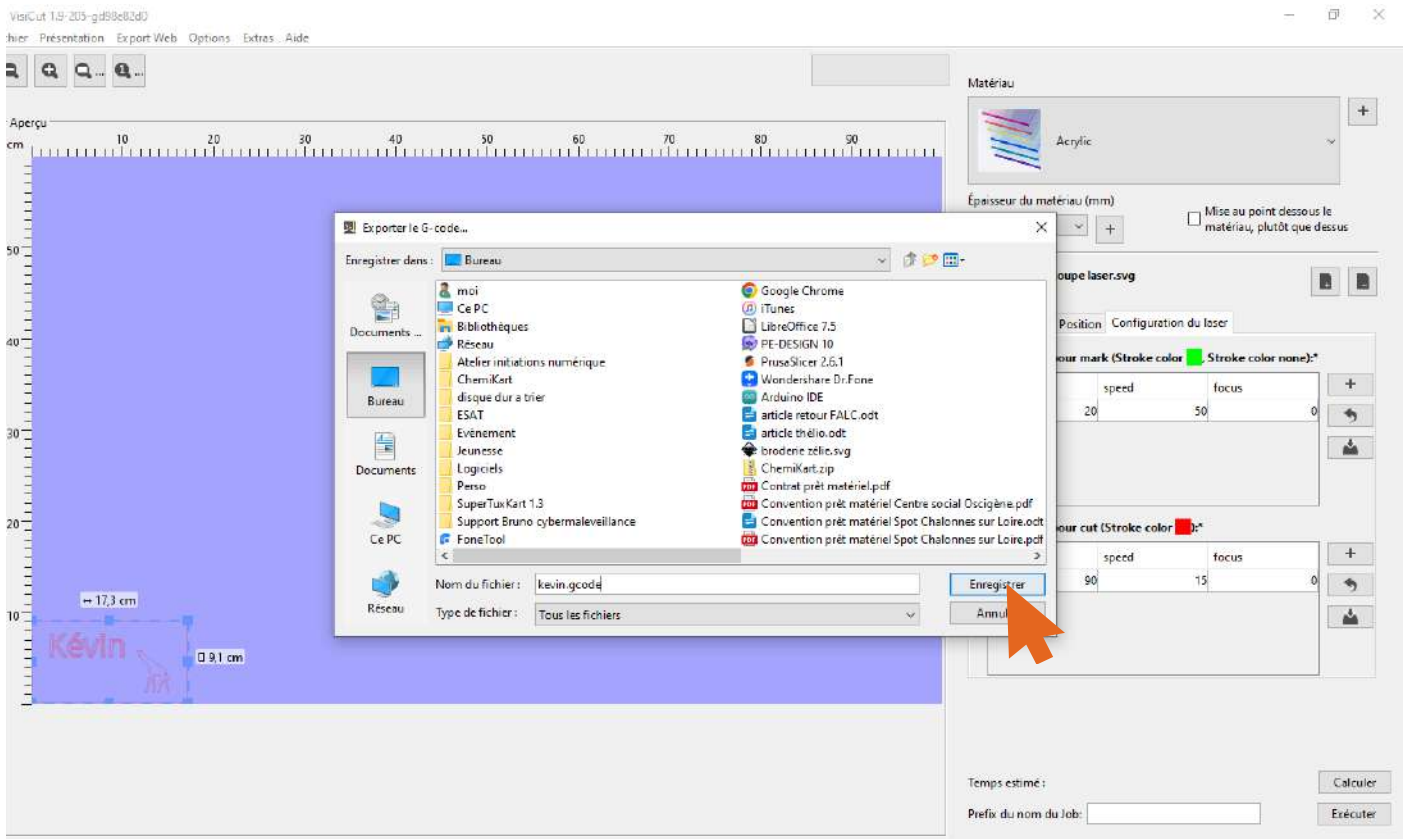 VisiCut 1.9-205-gd98e82d0
hier Présentation Export Web Options Extras Aide
Matériau
Aperçu
cm 10 20 30 40 50 60 70 80 90
Acrylic
Épaisseur du matériau (mm)
Mise au point dessous le
matériau, plutôt que dessus
Exporter le G-code...
Enregistrer dans : Bureau
50
40
30
20
10
Documents ...
Bureau
Documents
Ce PC
Réseau
moi
Ce PC
Bibliothèques
Réseau
Atelier initiations numérique
ChemiKart
disque dur a trier
ESAT
Evènement
Jeunesse
Logiciels
Perso
SuperTuxKart 1.3
Support Bruno cybermaleveillance
FoneTool
Google Chrome
iTunes
LibreOffice 7.5
PE-DESIGN 10
PrusaSlicer 2.6.1
Wondershare Dr.Fone
Arduino IDE
article retour FALC.odt
article thélio.odt
broderie zélie.svg
ChemiKart.zip
Contrat prêt matériel.pdf
Convention prêt matériel Centre social Oscigène.pdf
Convention prêt matériel Spot Chalonnes sur Loire.odt
Convention prêt matériel Spot Chalonnes sur Loire.pdf
Nom du fichier : kevin.gcode
Enregistrer
Type de fichier : Tous les fichiers
Annul
oupe laser.svg
Position Configuration du laser
our mark (Stroke color , Stroke color none):*
speed focus
20 50 0
our cut (Stroke color ):*
speed focus
90 15 0
17,3 cm
Kévin
9,1 cm
Temps estimé :
Calculer
Prefix du nom du Job:
Exécuter